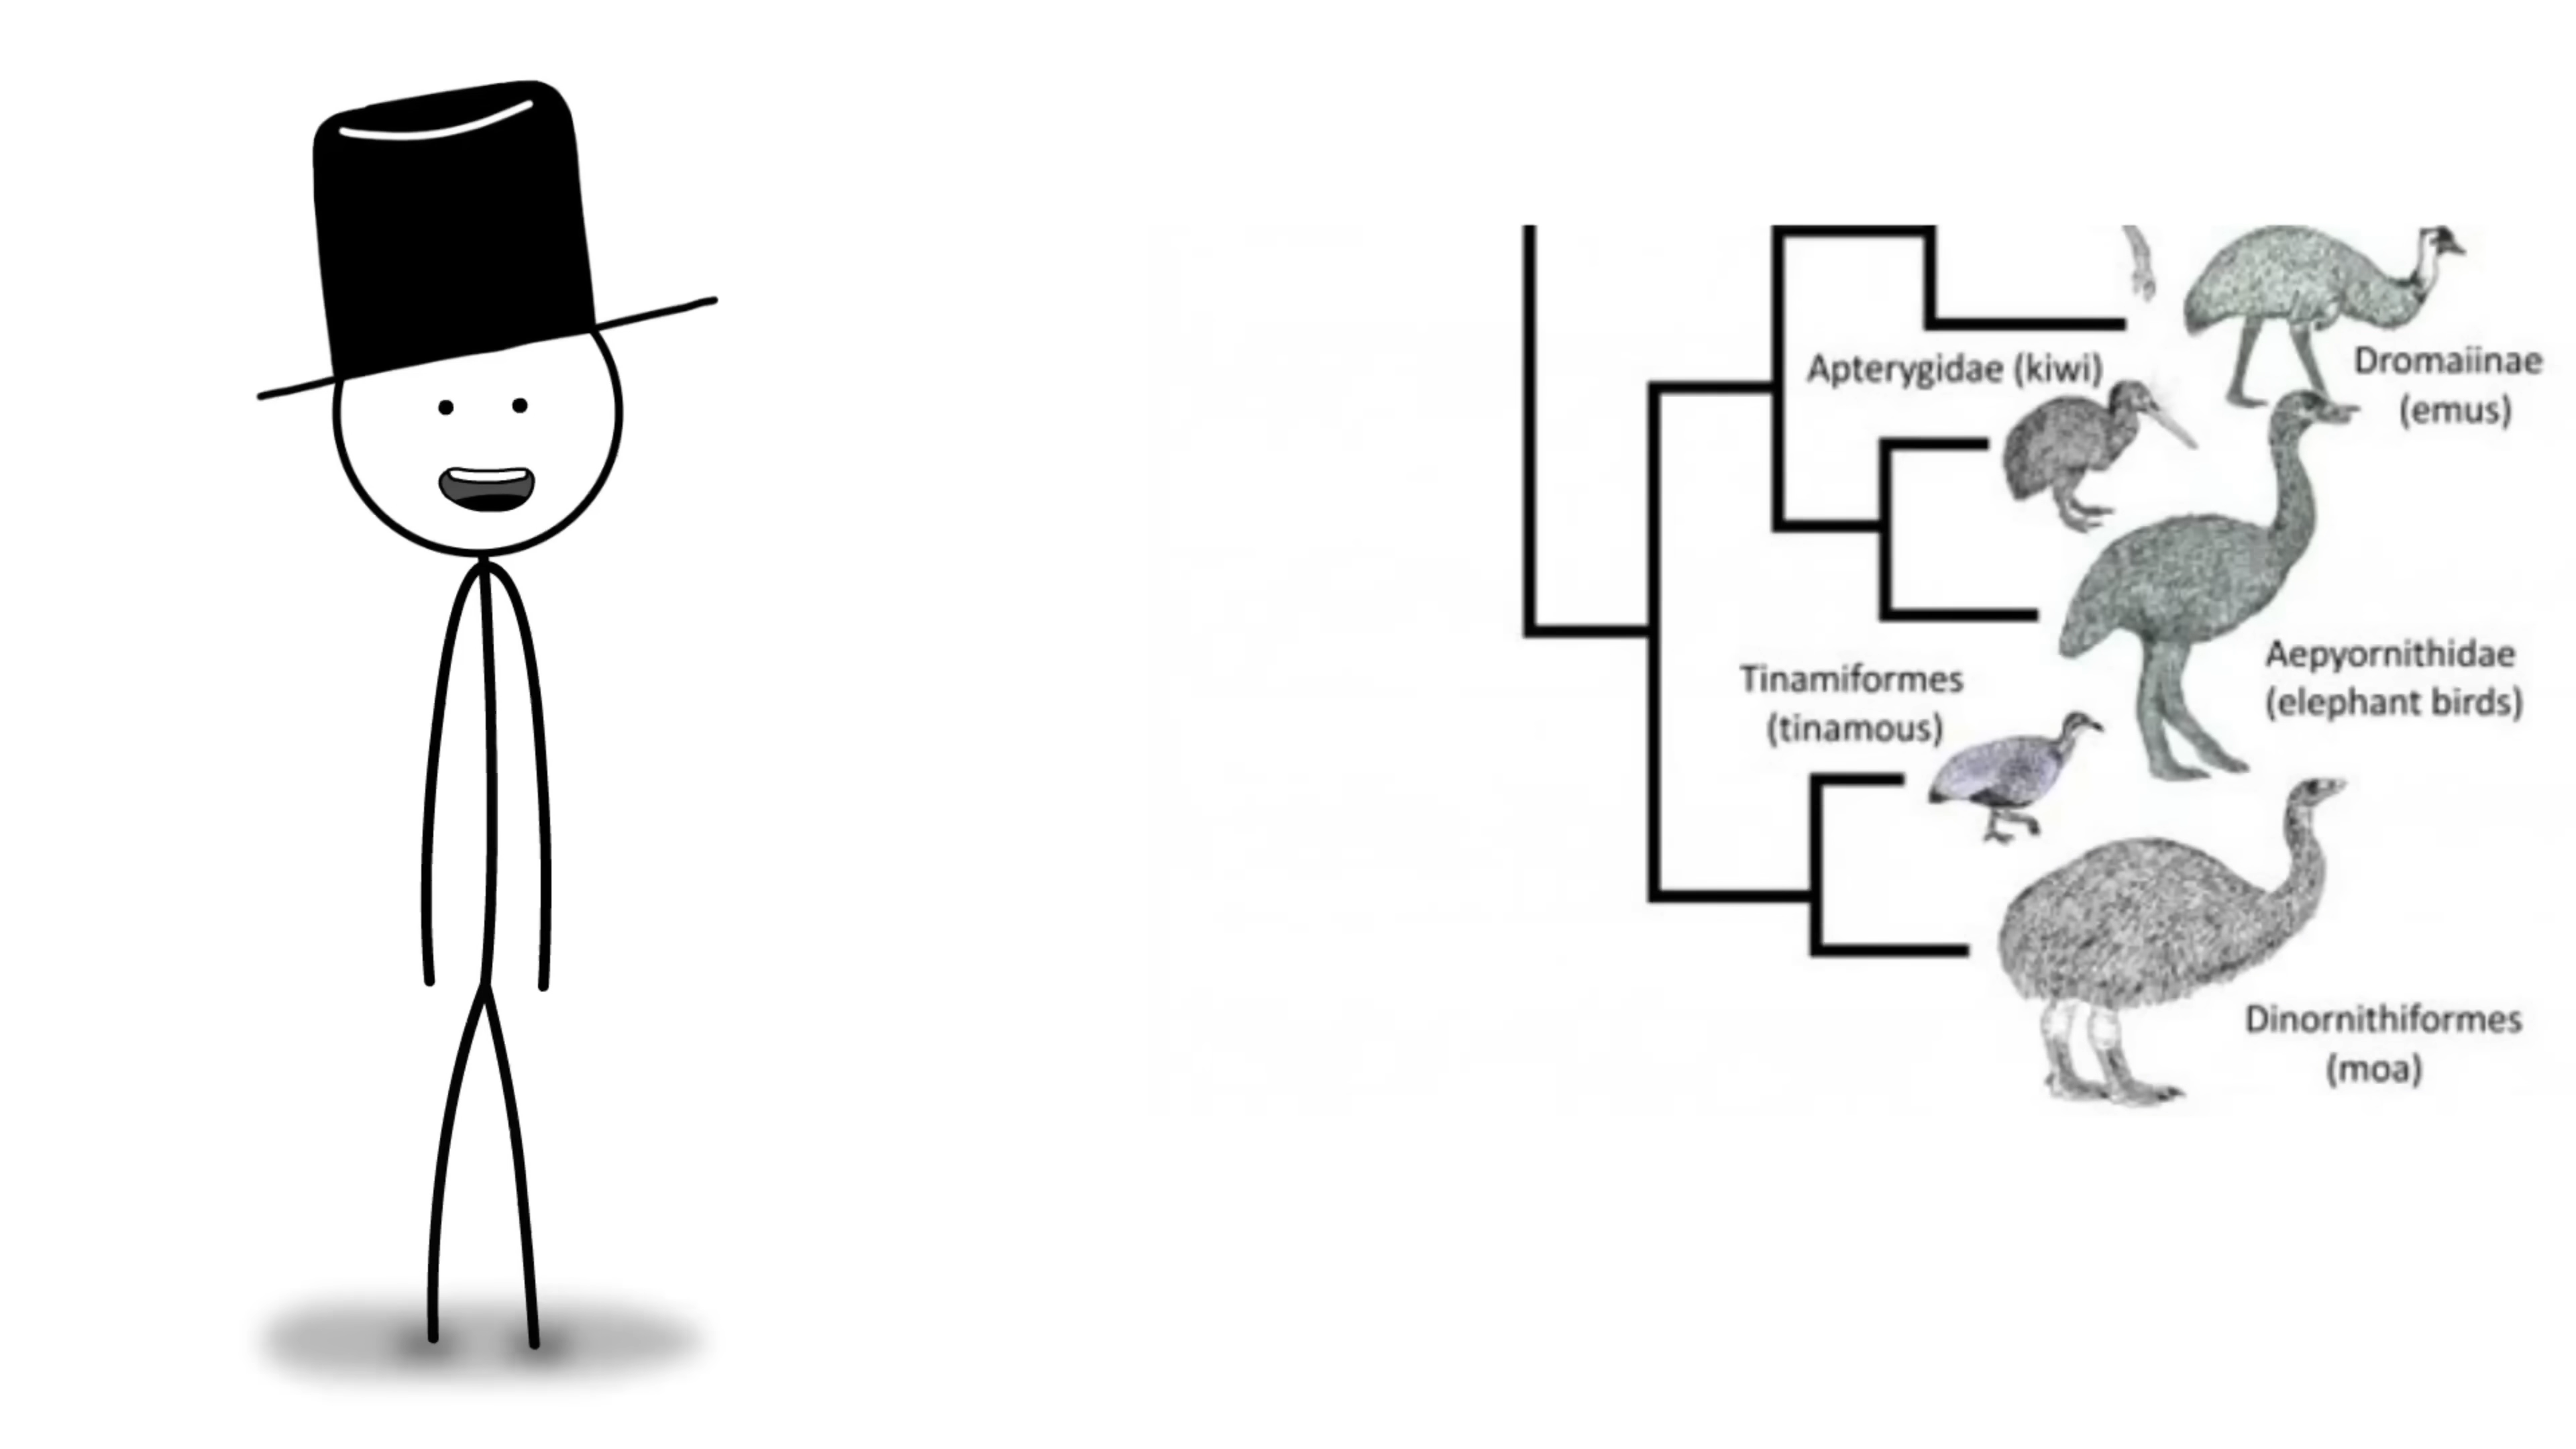 Dromaiinae
(emus)
Apterygidae (kiwi)
Aepyornithidae
(elephant birds)
Tinamiformes
(tinamous)
Dinornithiformes
(moa)